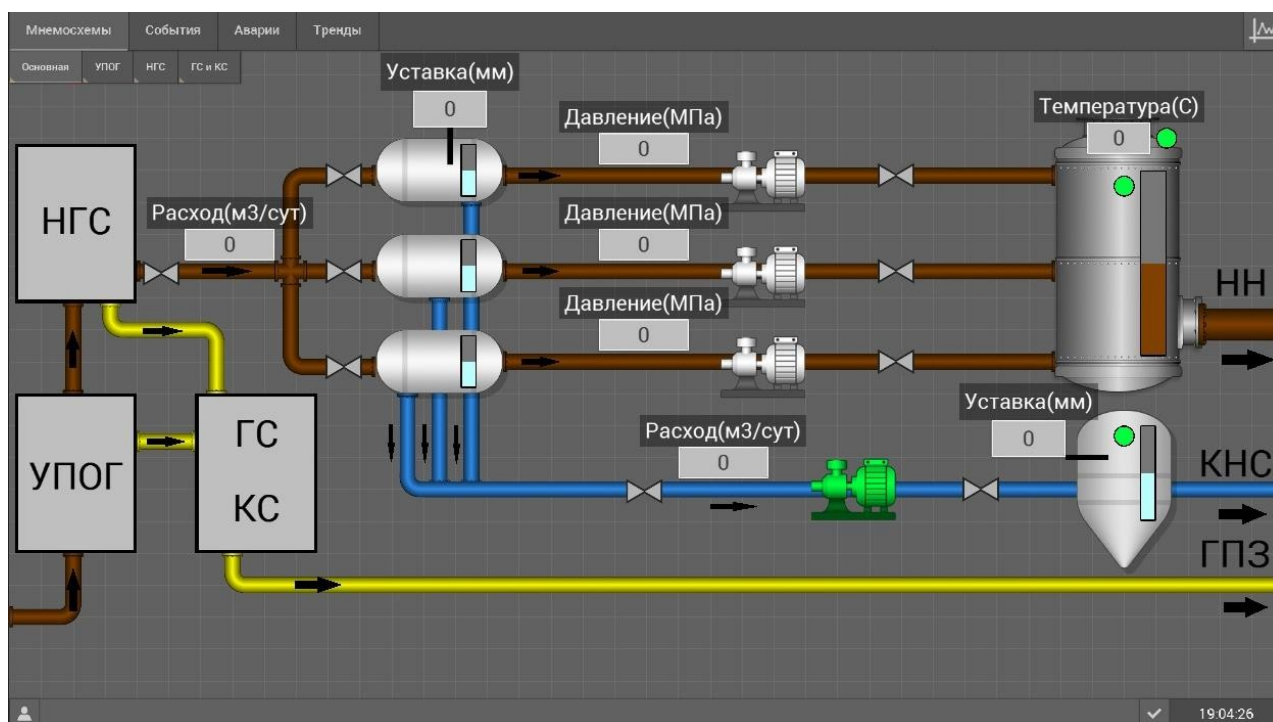 Мнемосхемы События Аварии Тренды
Основная УПОГ НГС ГС и КС
Уставка(мм)
0
Давление(МПа)
0
Температура(С)
0
НГС
Расход(м3/сут)
0
Давление(МПа)
0
Давление(МПа)
0
НН
УПОГ
ГС
КС
Расход(м3/сут)
0
Уставка(мм)
0
КНС
ГПЗ
19:04:26